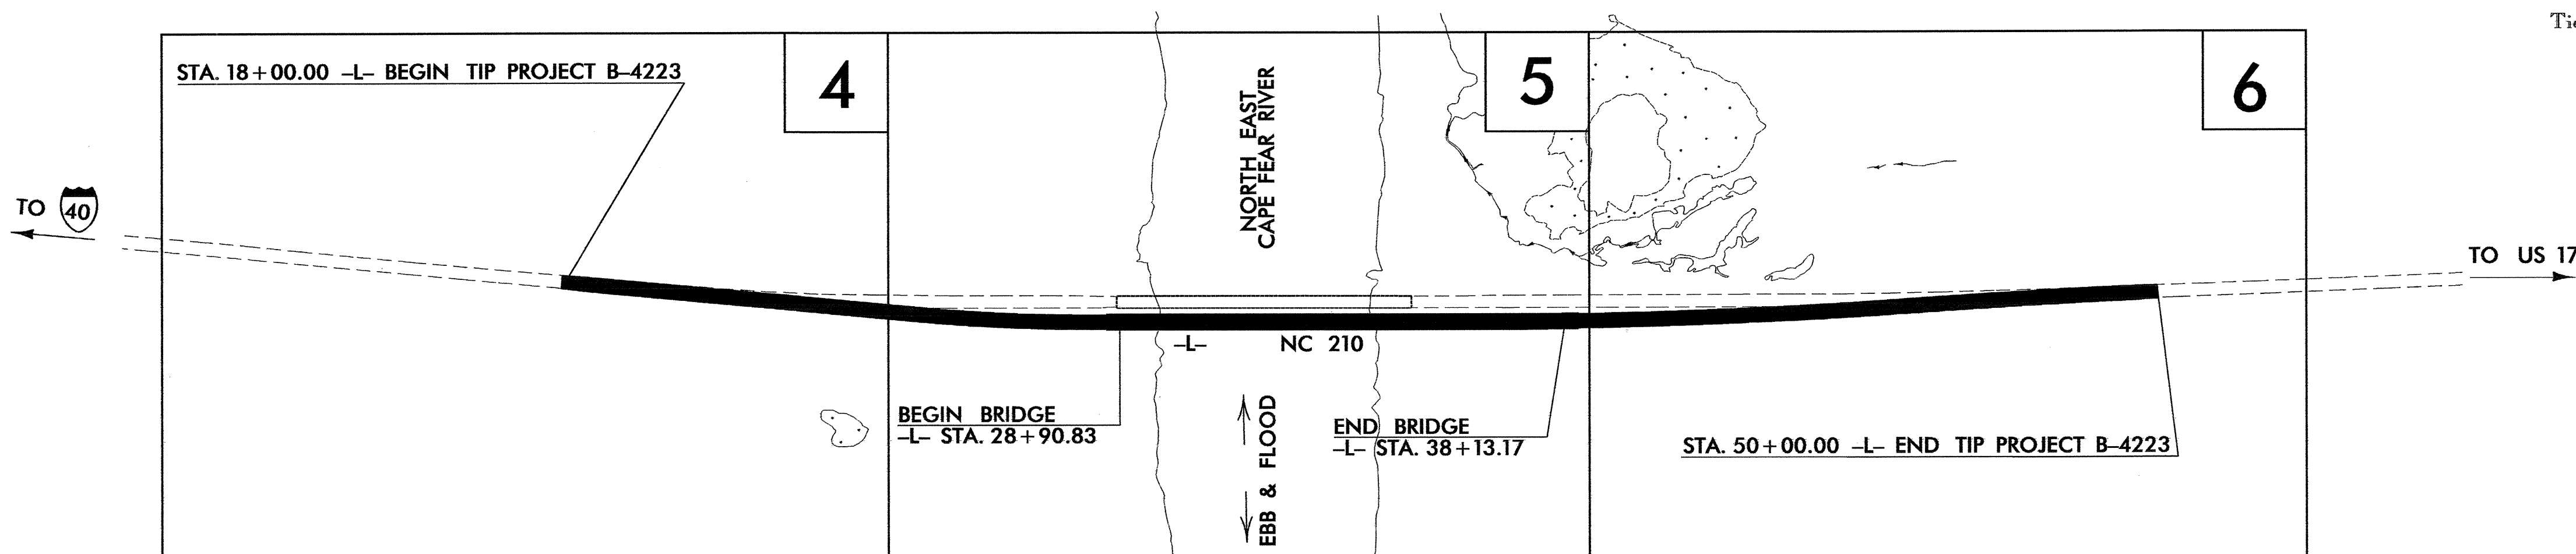 Tie
STA. 18+00.00 -L- BEGIN TIP PROJECT B-4223
4
5
6
NORTH EAST
CAPE FEAR RIVER
TO 40
TO US 17
-L- NC 210
BEGIN BRIDGE
-L- STA. 28+90.83
EBB & FLOOD
END BRIDGE
-L- STA. 38+13.17
STA. 50+00.00 -L- END TIP PROJECT B-4223